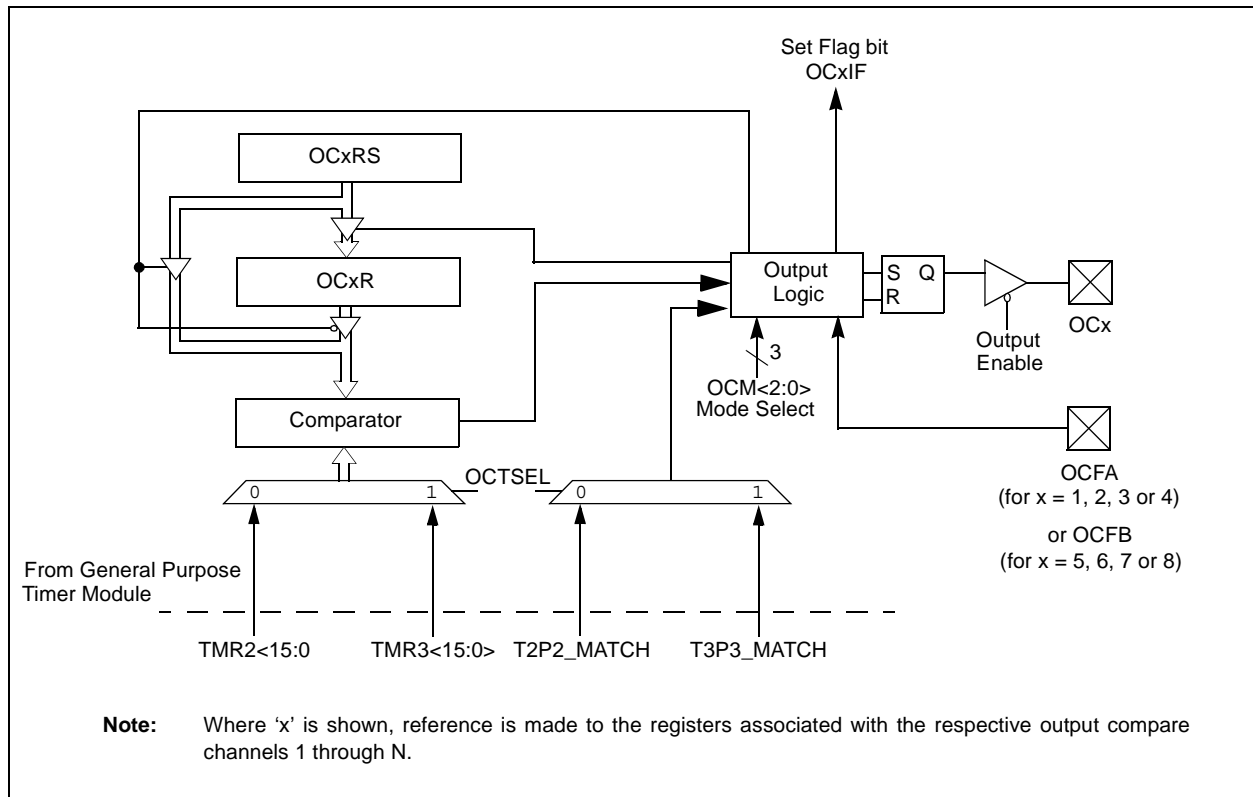 Set Flag bit
OCxIF
OCxRS
OCxR
Output
Logic
S Q
R
OCx
Output
Enable
3
OCM<2:0>
Mode Select
Comparator
OCTSEL
0 1
0 1
OCFA
(for x = 1, 2, 3 or 4)
or OCFB
(for x = 5, 6, 7 or 8)
From General Purpose
Timer Module
TMR2<15:0 TMR3<15:0> T2P2_MATCH T3P3_MATCH
Note: Where ‘x’ is shown, reference is made to the registers associated with the respective output compare
channels 1 through N.